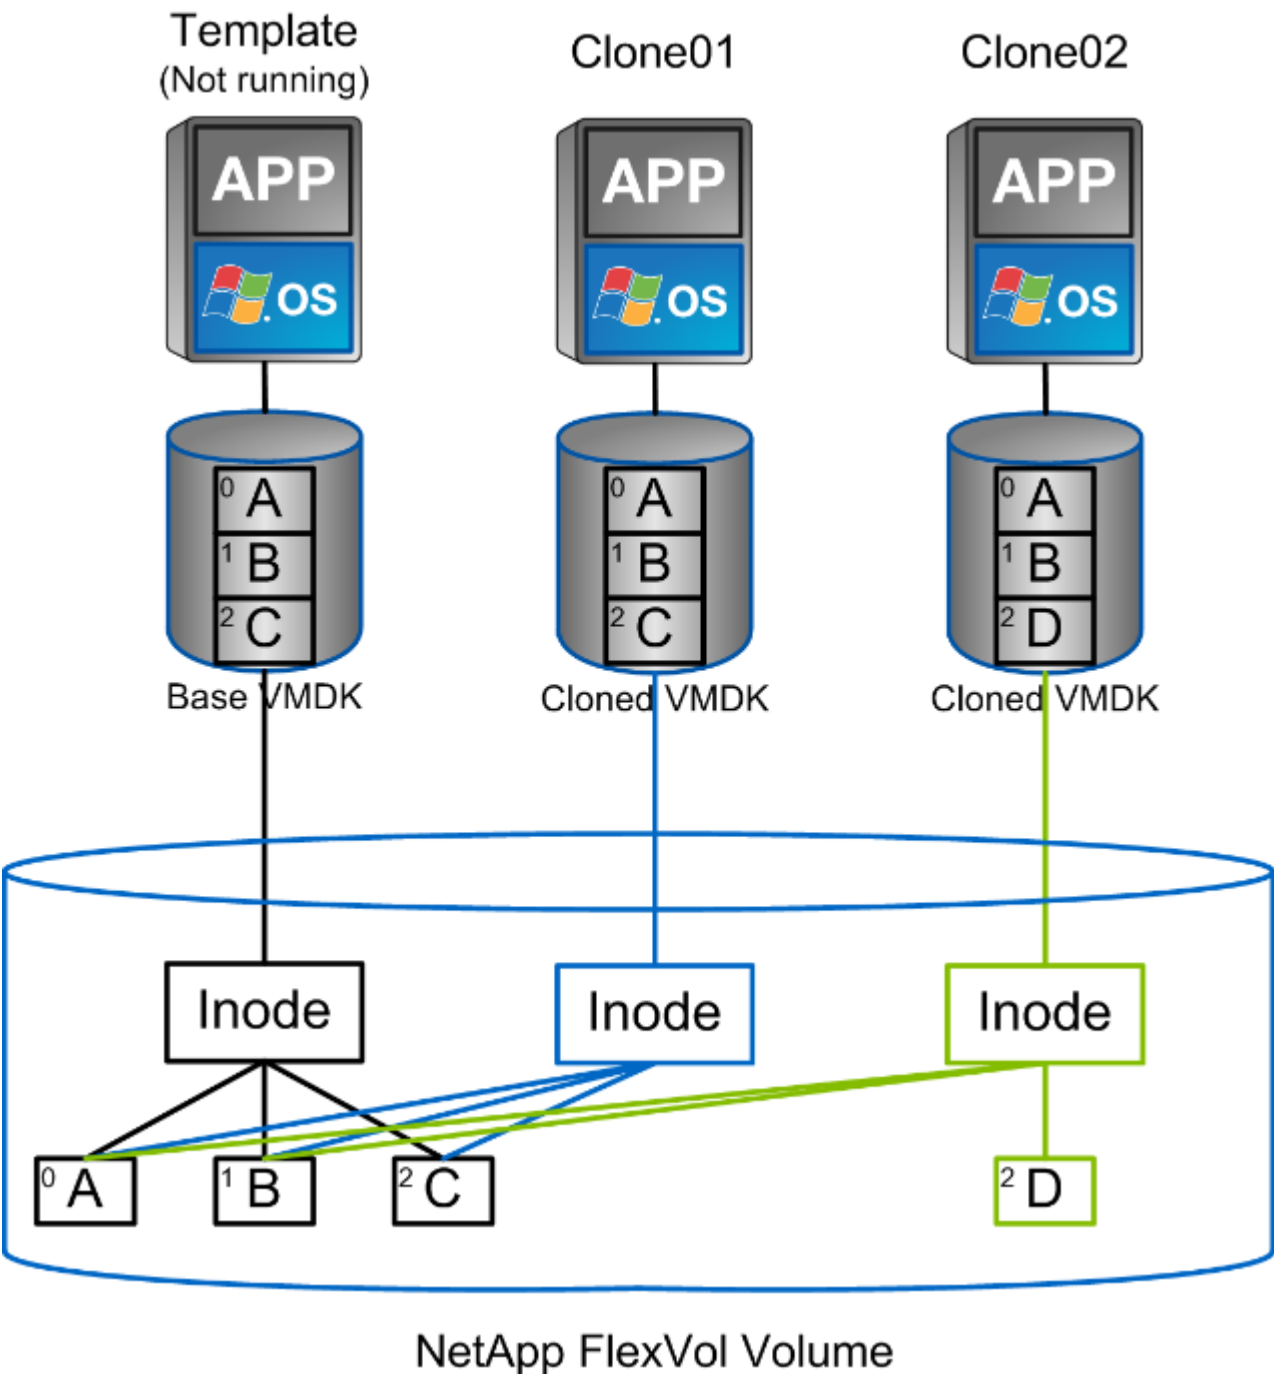 Template
(Not running)
Clone01
Clone02
APP
APP
APP
.OS
.OS
.OS
0 A
0 A
0 A
1 B
1 B
1 B
2 C
2 C
2 D
Base VMDK
Cloned VMDK
Cloned VMDK
Inode
Inode
Inode
0 A
1 B
2 C
2 D
NetApp FlexVol Volume